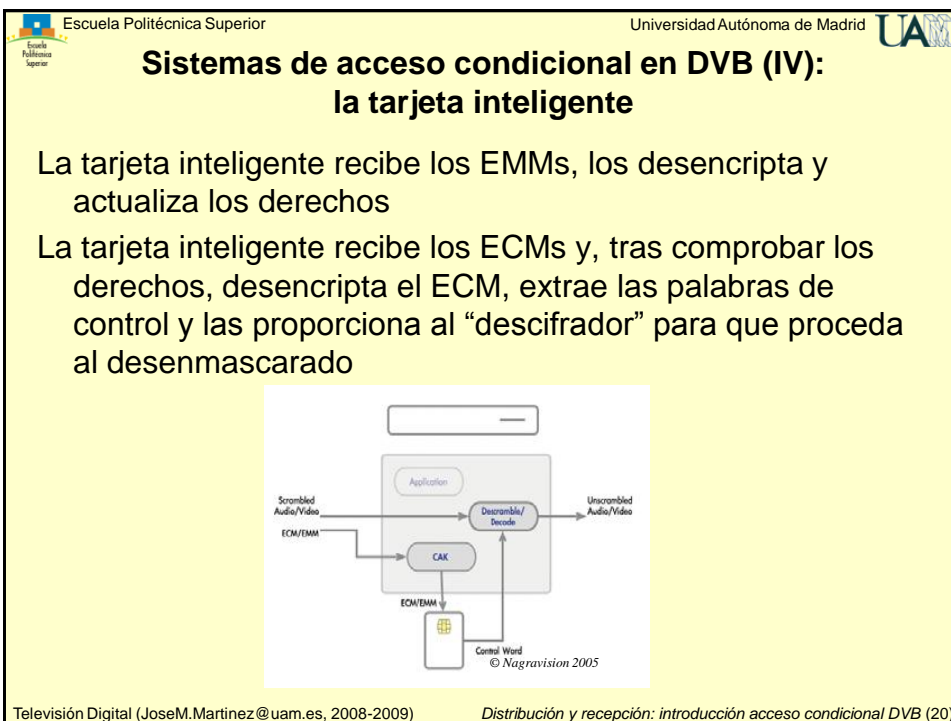 Escuela Politécnica Superior
Universidad Autónoma de Madrid
UAM
Escuela
Politécnica
Superior
Sistemas de acceso condicional en DVB (IV):
la tarjeta inteligente
La tarjeta inteligente recibe los EMMs, los desencripta y
actualiza los derechos
La tarjeta inteligente recibe los ECMs y, tras comprobar los
derechos, desencripta el ECM, extrae las palabras de
control y las proporciona al “descifrador” para que proceda
al desenmascarado
Application
Scrambled
Audio/Video
Descramble/
Decode
Unscrambled
Audio/Video
ECM/EMM
CAK
ECM/EMM
Control Word
© Nagravision 2005
Televisión Digital (JoseM.Martinez@uam.es, 2008-2009)
Distribución y recepción: introducción acceso condicional DVB (20)